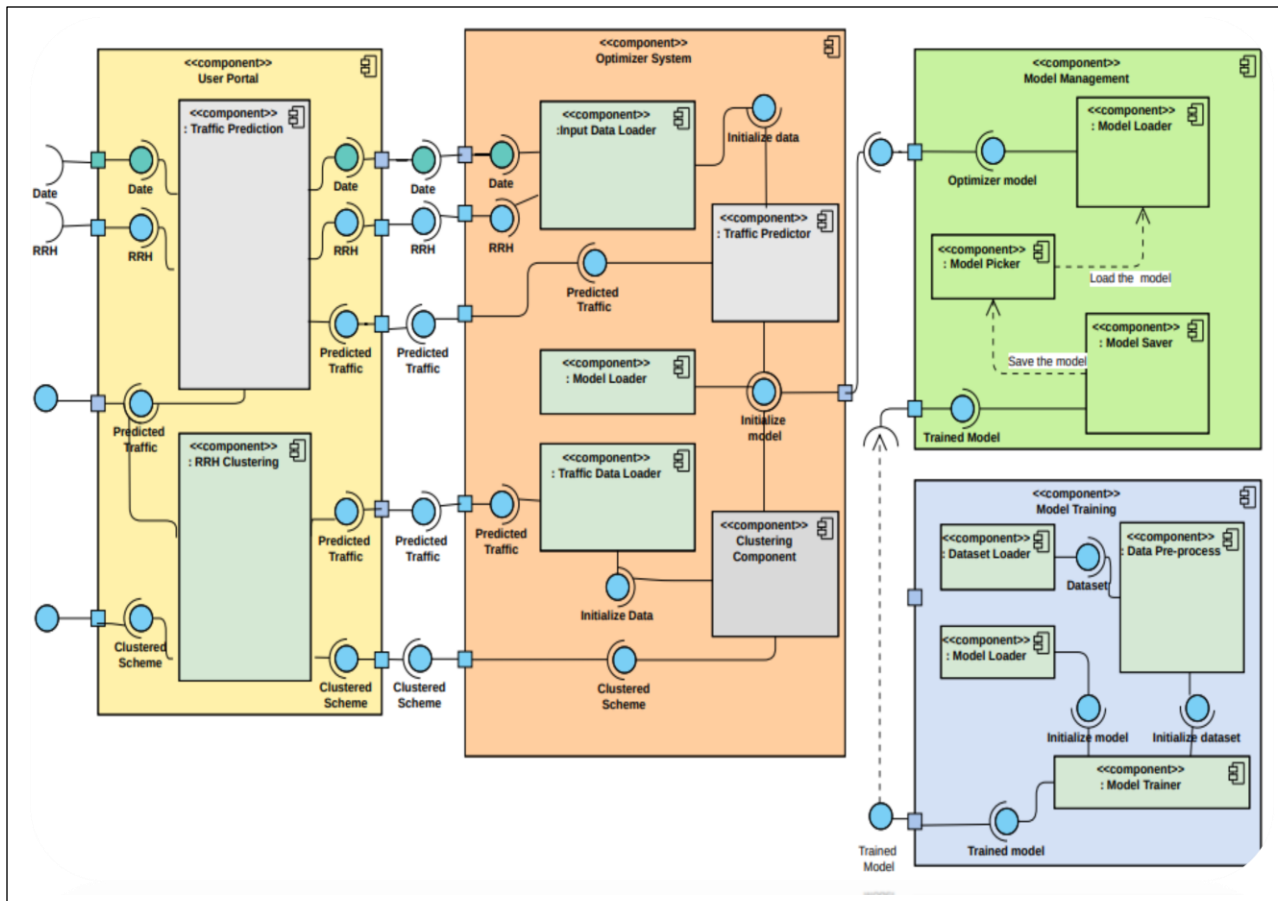 <<component>>
User Portal
<<component>>
: Traffic Prediction
Date
RRH
Date
RRH
Date
RRH
Predicted
Traffic
Predicted
Traffic
<<component>>
: RRH Clustering
Predicted
Traffic
Clustered
Scheme
Clustered
Scheme
Date
RRH
Predicted
Traffic
Predicted
Traffic
Clustered
Scheme
<<component>>
Optimizer System
<<component>>
:Input Data Loader
Initialize data
Date
RRH
<<component>>
: Traffic Predictor
Predicted
Traffic
<<component>>
: Model Loader
Initialize
model
<<component>>
: Traffic Data Loader
Predicted
Traffic
<<component>>
Clustering
Component
Initialize Data
Clustered
Scheme
<<component>>
Model Management
<<component>>
: Model Loader
Optimizer model
<<component>>
: Model Picker
Load the model
<<component>>
: Model Saver
Save the model
Trained Model
<<component>>
Model Training
<<component>>
: Dataset Loader
<<component>>
: Data Pre-process
Dataset
<<component>>
: Model Loader
Initialize model
Initialize dataset
<<component>>
: Model Trainer
Trained model
Trained
Model